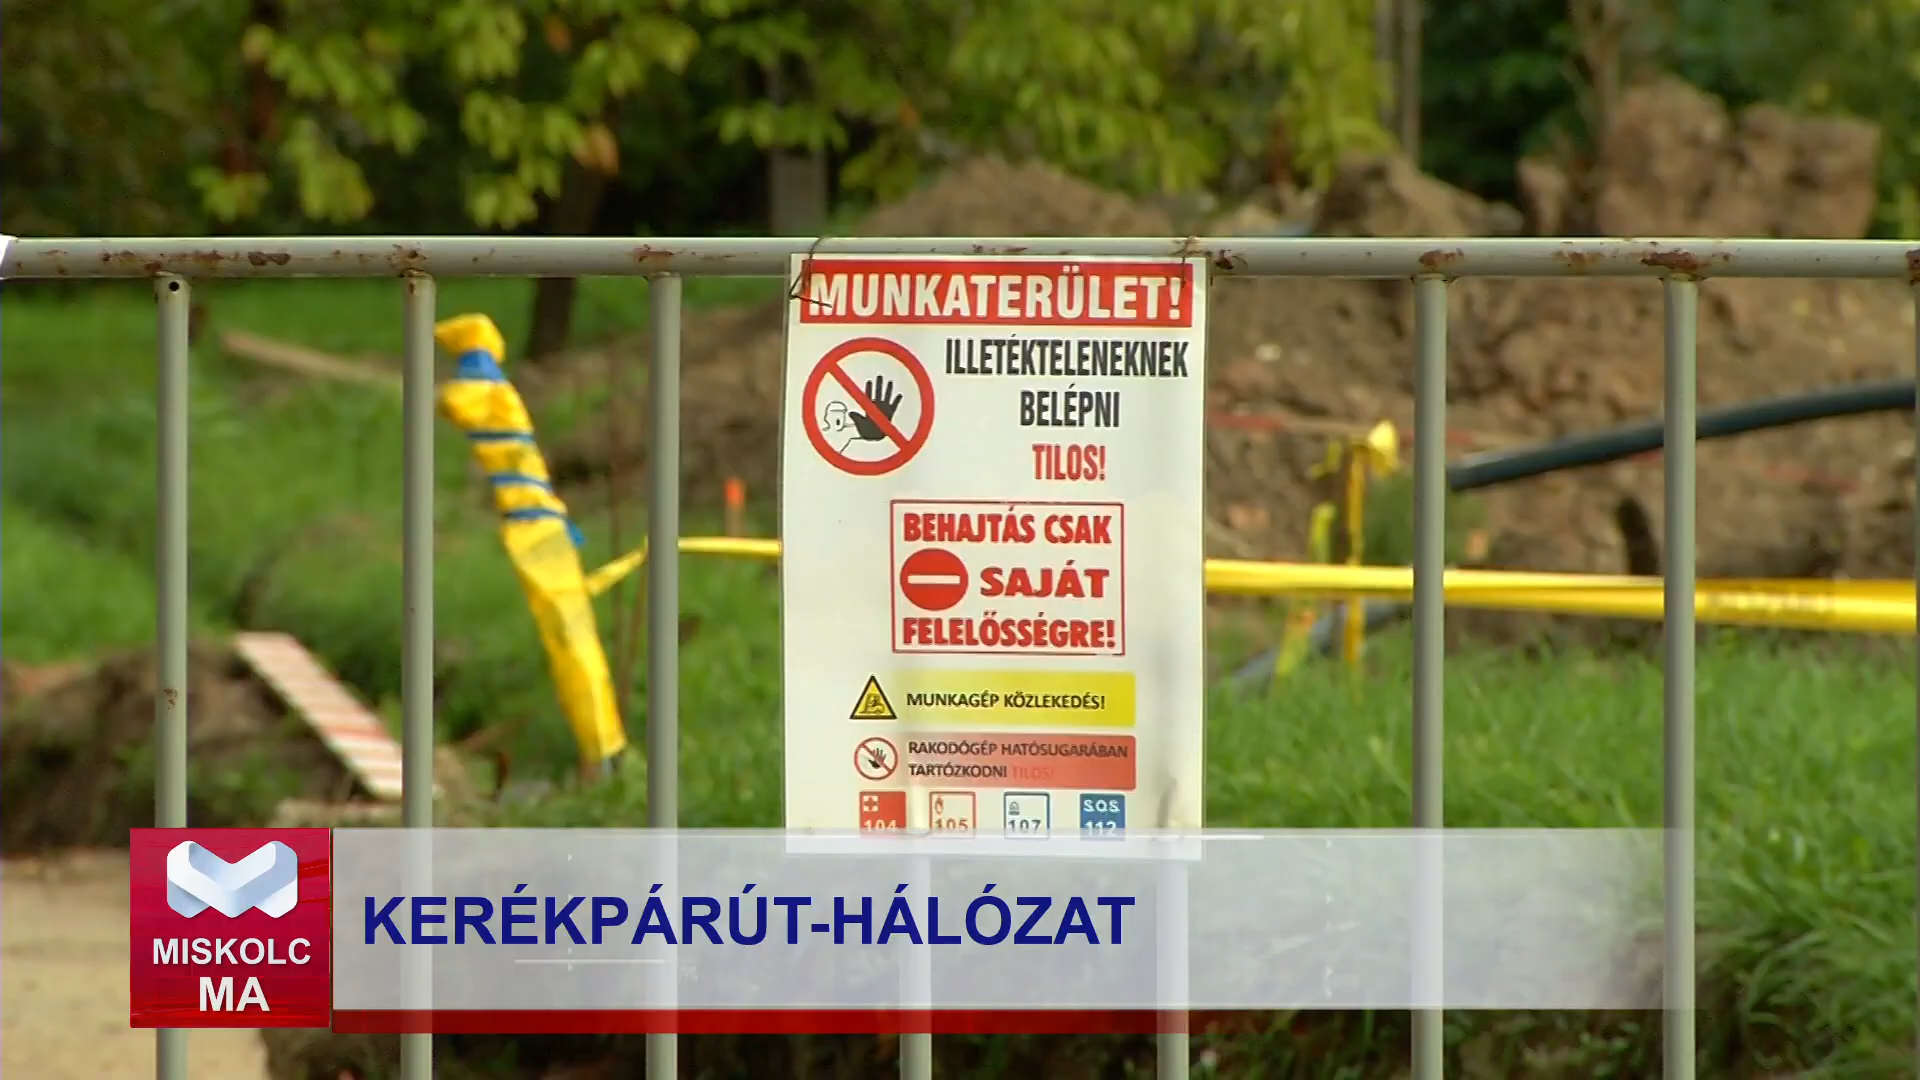 MUNKATERÜLET!
ILLETÉKTELENEKNEK
BELÉPNI
TILOS!
BEHAJTÁS CSAK
SAJÁT
FELELŐSSÉGRE!
MUNKAGÉP KÖZLEKEDÉS!
RAKODÓGÉP HATÓSUGARÁBAN
TARTÓZKODNI TILOS!
104 105 107 S.O.S. 112
KERÉKPÁRÚT-HÁLÓZAT
MISKOLC
MA